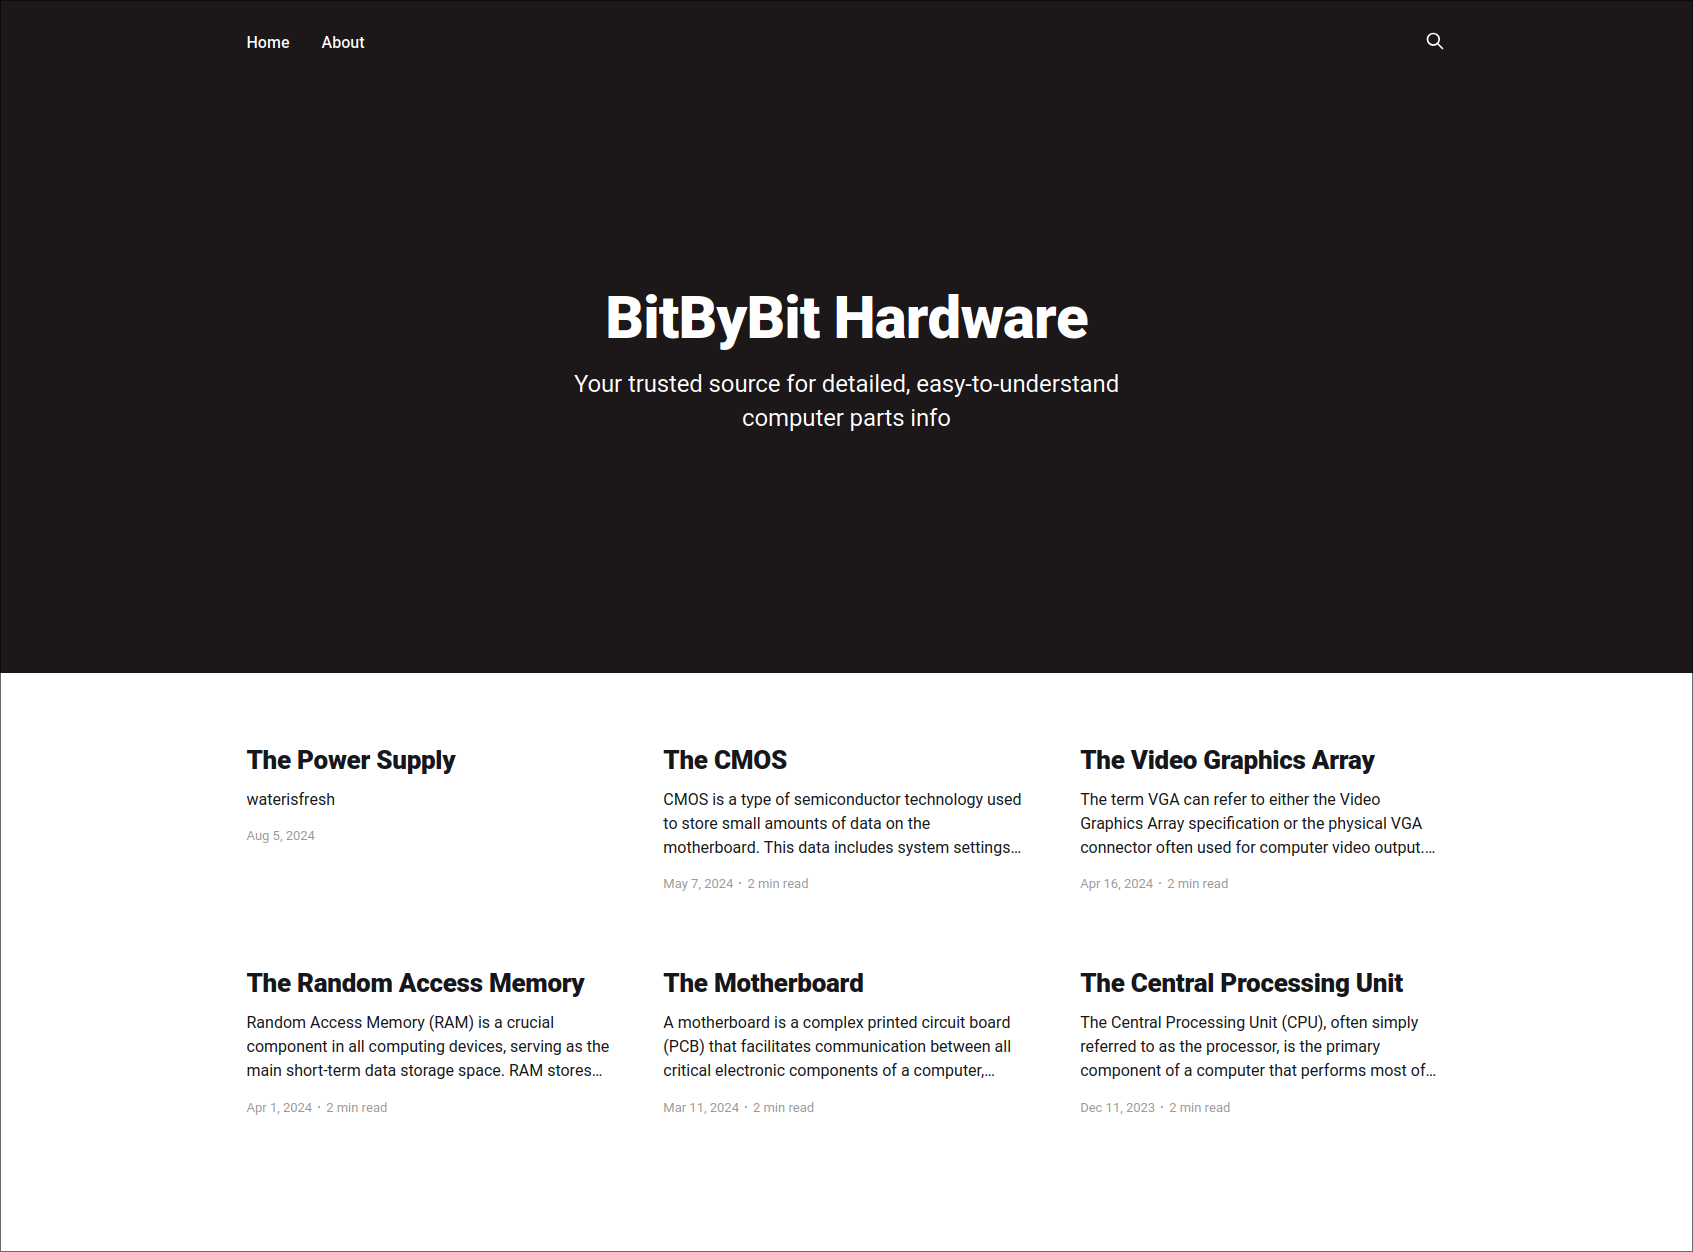 Home About
BitByBit Hardware
Your trusted source for detailed, easy-to-understand
computer parts info
The Power Supply
waterisfresh
Aug 5, 2024
The CMOS
CMOS is a type of semiconductor technology used
to store small amounts of data on the
motherboard. This data includes system settings…
May 7, 2024 • 2 min read
The Video Graphics Array
The term VGA can refer to either the Video
Graphics Array specification or the physical VGA
connector often used for computer video output.…
Apr 16, 2024 • 2 min read
The Random Access Memory
Random Access Memory (RAM) is a crucial
component in all computing devices, serving as the
main short-term data storage space. RAM stores…
Apr 1, 2024 • 2 min read
The Motherboard
A motherboard is a complex printed circuit board
(PCB) that facilitates communication between all
critical electronic components of a computer,…
Mar 11, 2024 • 2 min read
The Central Processing Unit
The Central Processing Unit (CPU), often simply
referred to as the processor, is the primary
component of a computer that performs most of…
Dec 11, 2023 • 2 min read